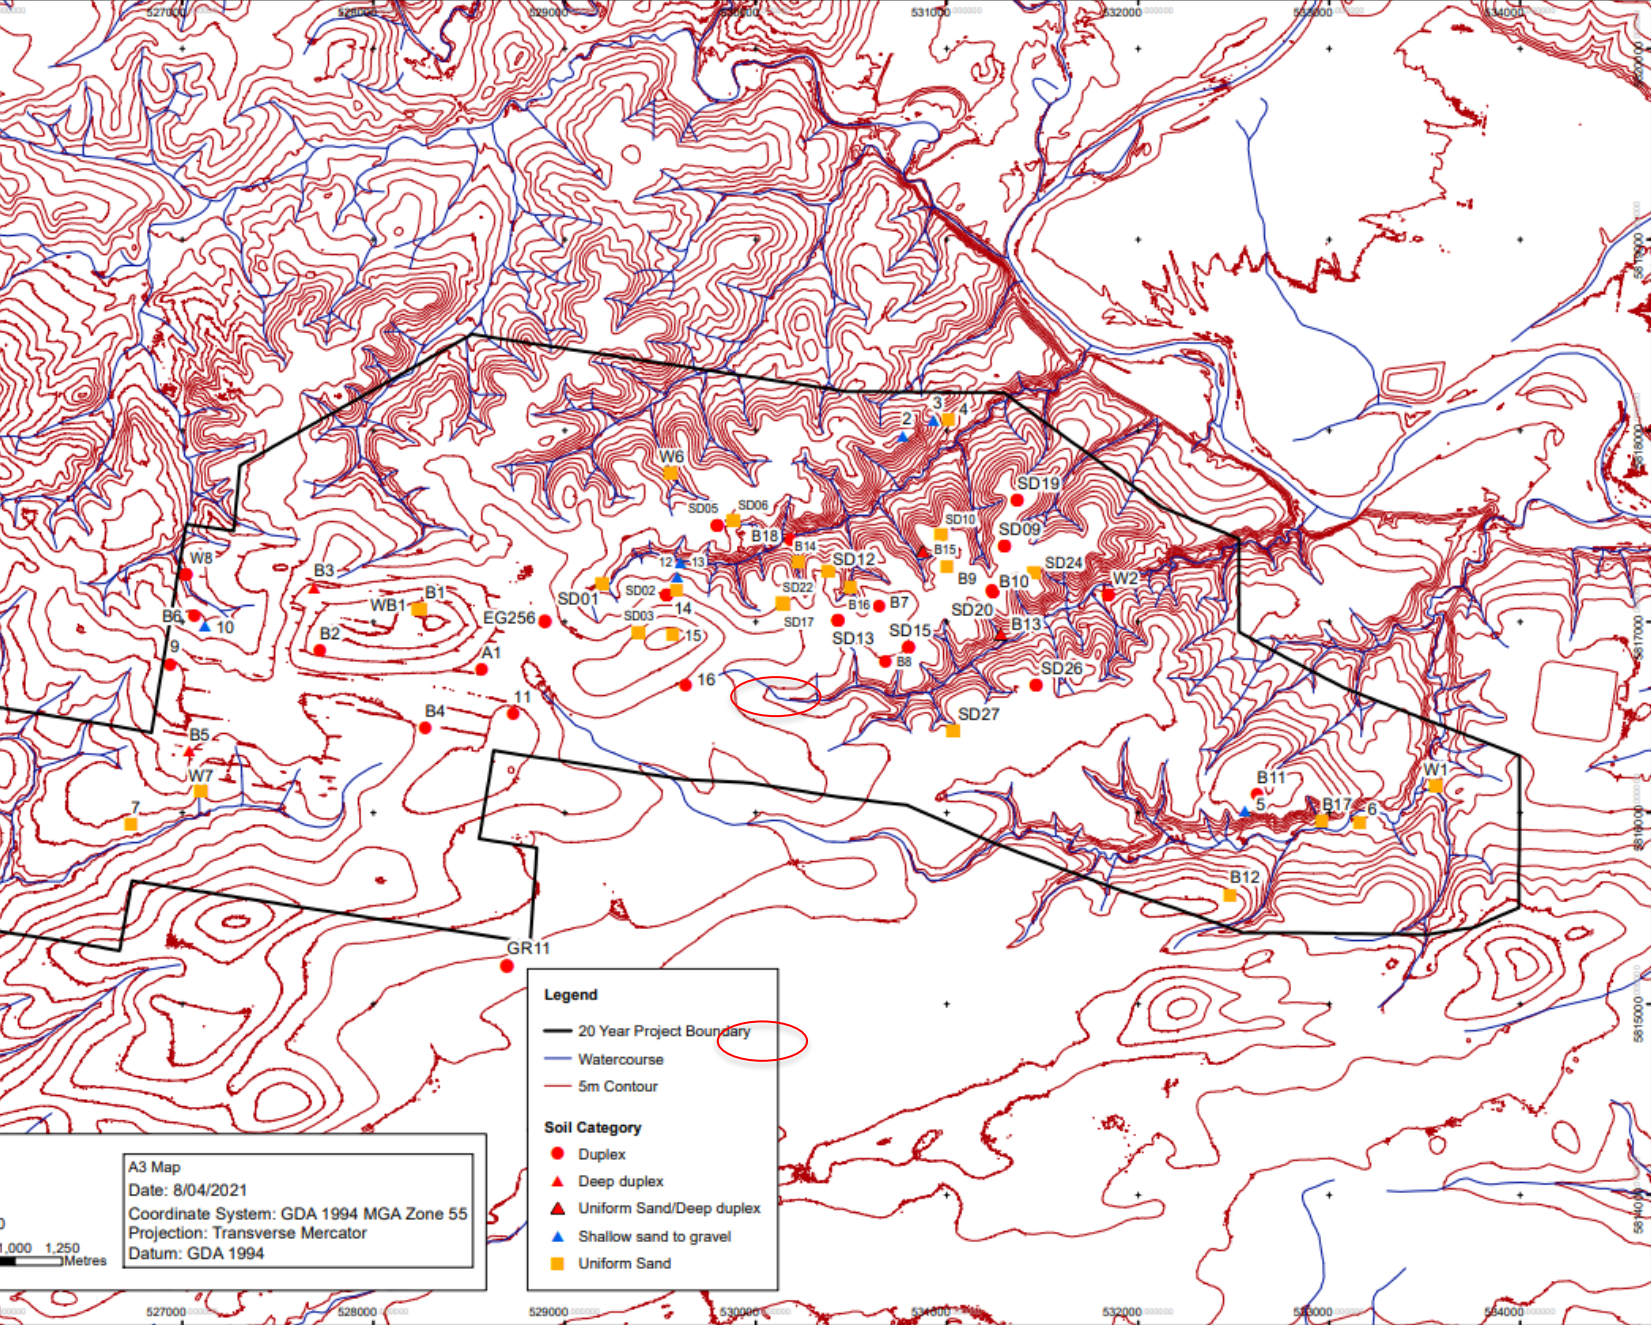 527000
528000
529000
531000
532000
533000
534000
3
4
2
W6
SD19
SD05
SD06
SD10
SD09
B18
B14
B15
W8
12
13
SD12
SD24
B3
B9
B10
W2
WB1
B1
SD01
SD02
SD22
B16
B7
14
SD20
B6
10
EG256
SD03
SD17
B13
B2
15
SD13
SD15
9
A1
B8
16
SD26
11
B4
SD27
B5
W7
B11
W1
7
5
B17
6
B12
GR11
5815000
5814000
Legend
20 Year Project Boundary
Watercourse
5m Contour
Soil Category
Duplex
Deep duplex
Uniform Sand/Deep duplex
Shallow sand to gravel
Uniform Sand
A3 Map
Date: 8/04/2021
Coordinate System: GDA 1994 MGA Zone 55
Projection: Transverse Mercator
Datum: GDA 1994
1,000 1,250
Metres
527000
528000
529000
530000
531000
532000
533000
534000